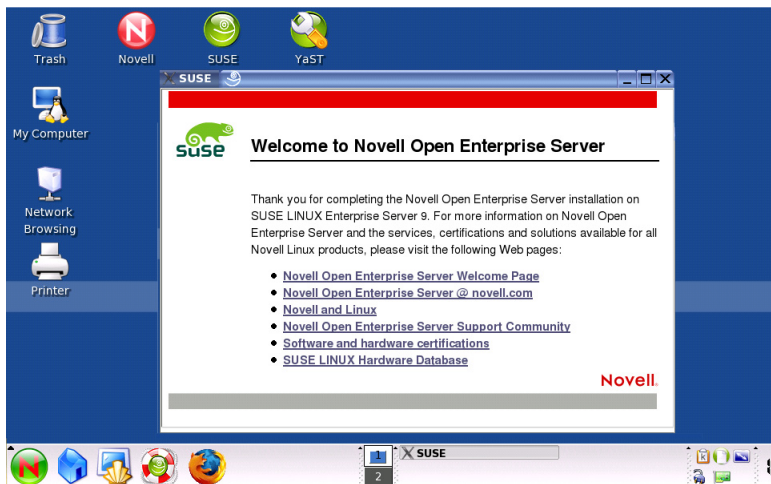 Trash
Novell
SUSE
YaST
My Computer
Network
Browsing
Printer
SUSE
suse
Welcome to Novell Open Enterprise Server
Thank you for completing the Novell Open Enterprise Server installation on
SUSE LINUX Enterprise Server 9. For more information on Novell Open
Enterprise Server and the services, certifications and solutions available for all
Novell Linux products, please visit the following Web pages:
Novell Open Enterprise Server Welcome Page
Novell Open Enterprise Server @ novell.com
Novell and Linux
Novell Open Enterprise Server Support Community
Software and hardware certifications
SUSE LINUX Hardware Database
Novell.
N
1
X SUSE
2